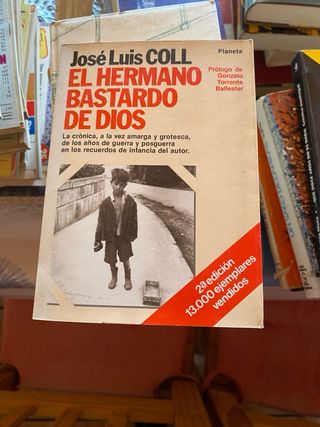 José Luis COLL
Planeta
EL HERMANO
BASTARDO
DE DIOS
Prólogo de
Gonzalo
Torrente
Ballester
La crónica, a la vez amarga y grotesca,
de los años de guerra y posguerra
en los recuerdos de infancia del autor.
2ª edición
13.000 ejemplares
vendidos